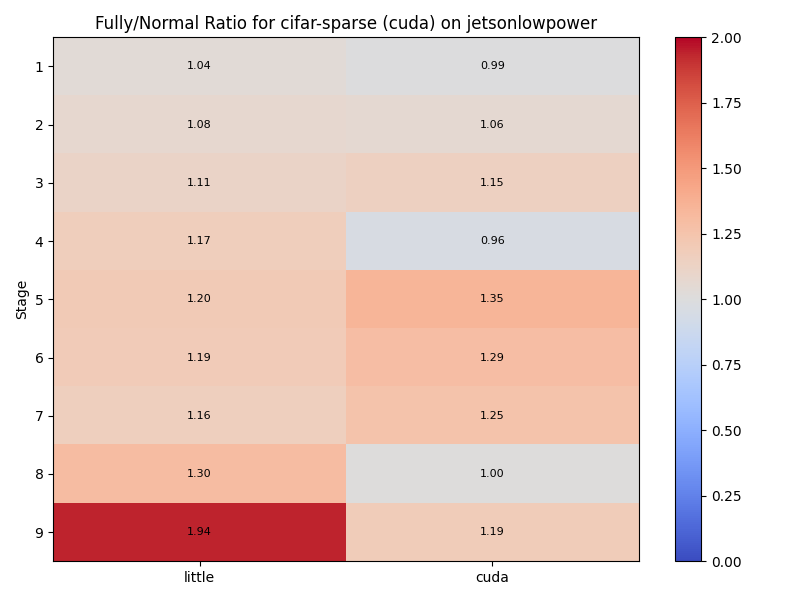 Fully/Normal Ratio for cifar-sparse (cuda) on jetsonlowpower
Stage
1 1.04 0.99
2 1.08 1.06
3 1.11 1.15
4 1.17 0.96
5 1.20 1.35
6 1.19 1.29
7 1.16 1.25
8 1.30 1.00
9 1.94 1.19
little cuda
2.00
1.75
1.50
1.25
1.00
0.75
0.50
0.25
0.00